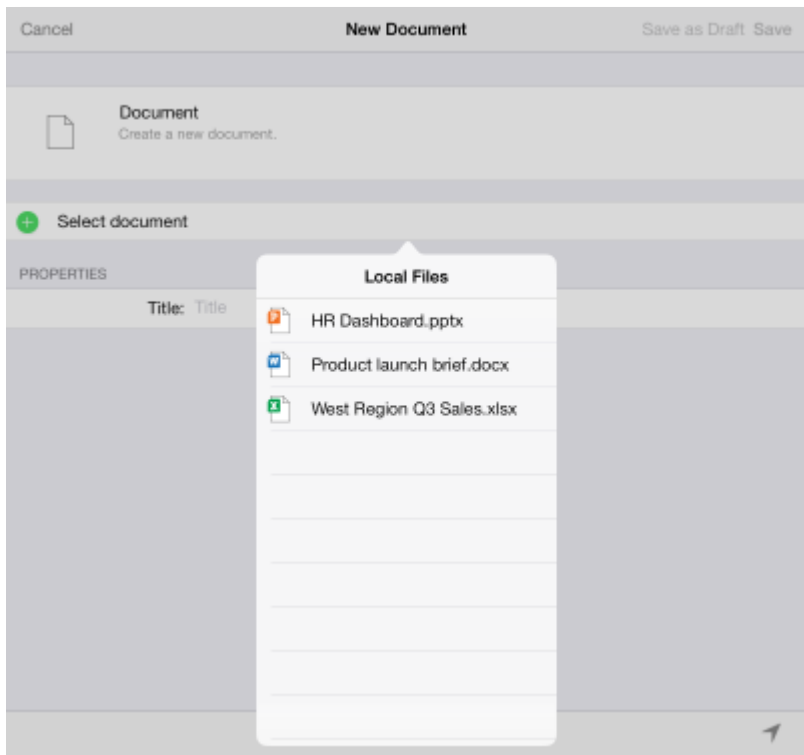 Cancel New Document Save as Draft Save
Document
Create a new document.
Select document
PROPERTIES
Title: Title
Local Files
HR Dashboard.pptx
Product launch brief.docx
West Region Q3 Sales.xlsx